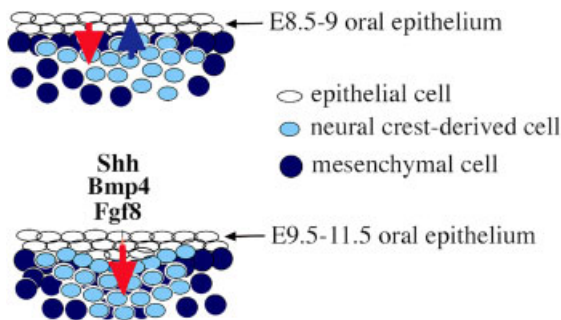 E8.5-9 oral epithelium
epithelial cell
neural crest-derived cell
mesenchymal cell
Shh
Bmp4
Fgf8
E9.5-11.5 oral epithelium